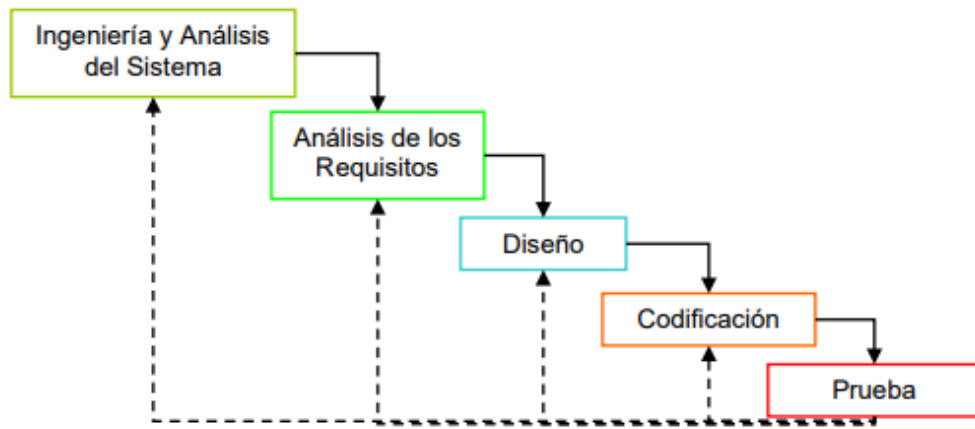 Ingeniería y Análisis
del Sistema
Análisis de los
Requisitos
Diseño
Codificación
Prueba